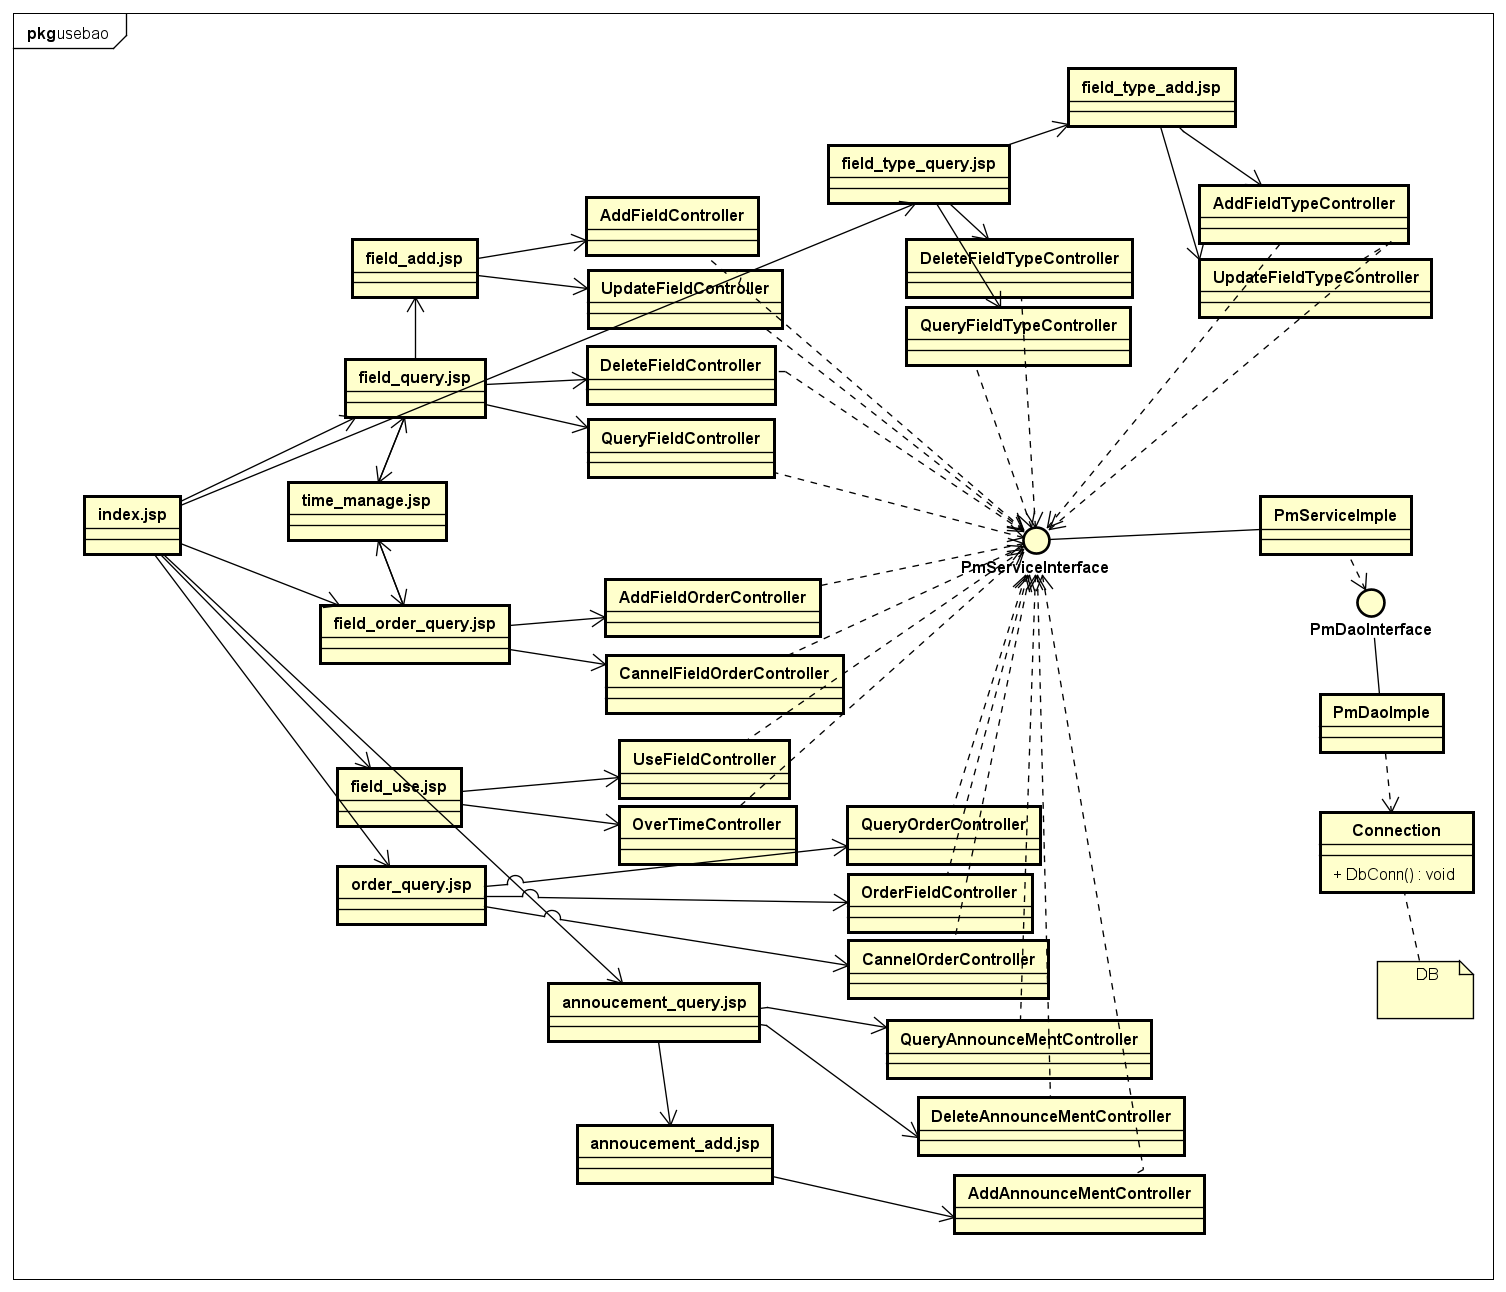 pkg usebao
field_type_add.jsp
field_type_query.jsp
AddFieldController
AddFieldTypeController
field_add.jsp
DeleteFieldTypeController
UpdateFieldController
UpdateFieldTypeController
QueryFieldTypeController
field_query.jsp
DeleteFieldController
QueryFieldController
time_manage.jsp
index.jsp
PmServiceImple
PmServiceInterface
AddFieldOrderController
field_order_query.jsp
PmDaoInterface
CannelFieldOrderController
PmDaoImple
UseFieldController
field_use.jsp
OverTimeController
QueryOrderController
Connection
+ DbConn() : void
order_query.jsp
OrderFieldController
CannelOrderController
DB
annoucement_query.jsp
QueryAnnounceMentController
DeleteAnnounceMentController
annoucement_add.jsp
AddAnnounceMentController